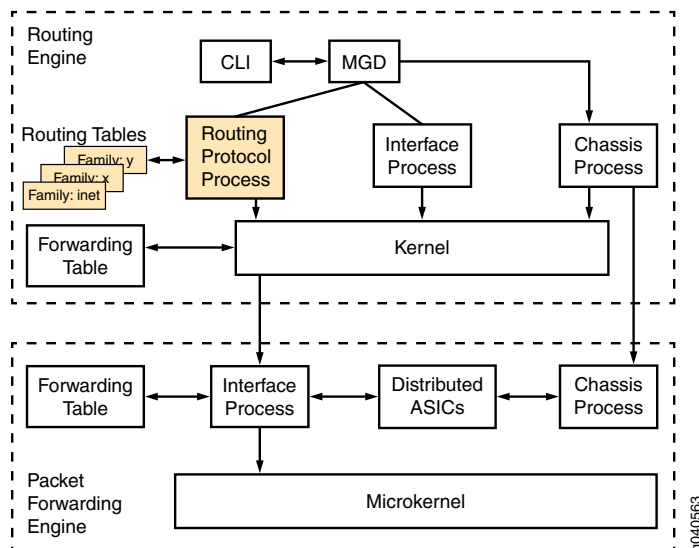 Routing
Engine
CLI
MGD
Routing Tables
Family: y
Family: x
Family: inet
Routing
Protocol
Process
Interface
Process
Chassis
Process
Forwarding
Table
Kernel
Forwarding
Table
Interface
Process
Distributed
ASICs
Chassis
Process
Packet
Forwarding
Engine
Microkernel
g040563